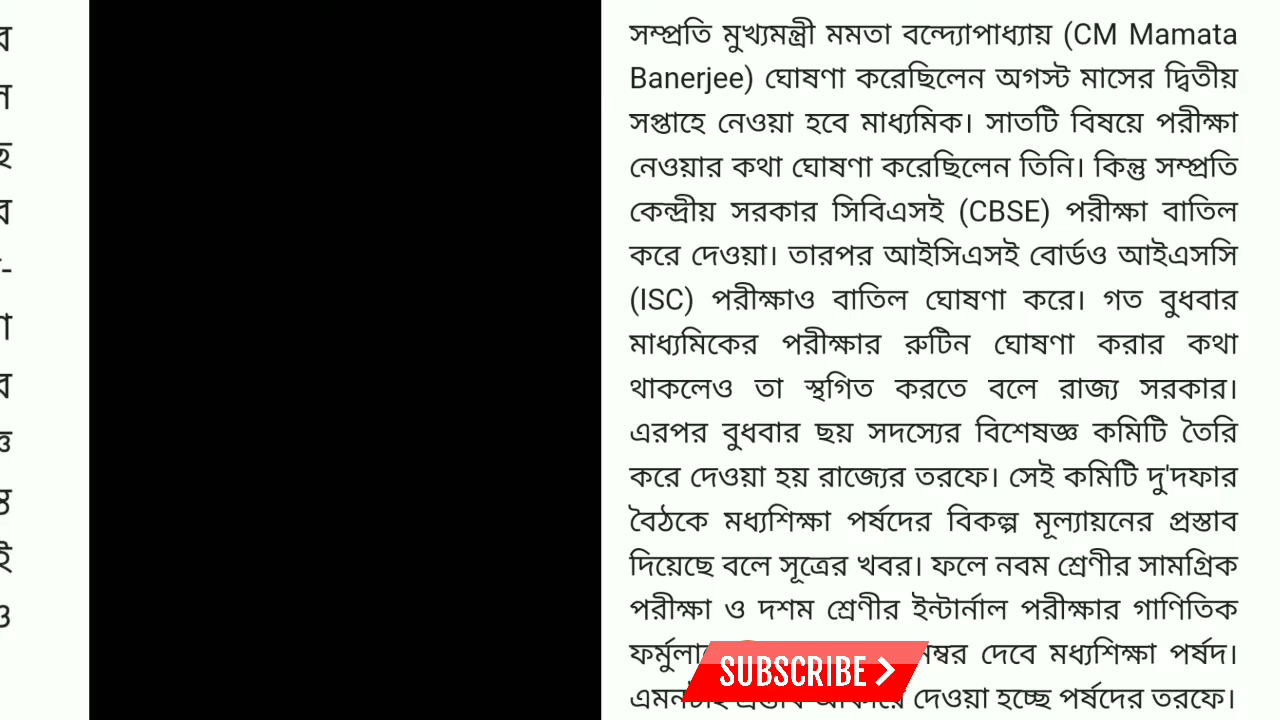 সম্প্রতি মুখ্যমন্ত্রী মমতা বন্দ্যোপাধ্যায় (CM Mamata
Banerjee) ঘোষণা করেছিলেন অগস্ট মাসের দ্বিতীয়
সপ্তাহে নেওয়া হবে মাধ্যমিক। সাতটি বিষয়ে পরীক্ষা
নেওয়ার কথা ঘোষণা করেছিলেন তিনি। কিন্তু সম্প্রতি
কেন্দ্রীয় সরকার সিবিএসই (CBSE) পরীক্ষা বাতিল
করে দেওয়া। তারপর আইসিএসই বোর্ডও আইএসসি
(ISC) পরীক্ষাও বাতিল ঘোষণা করে। গত বুধবার
মাধ্যমিকের পরীক্ষার রুটিন ঘোষণা করার কথা
থাকলেও তা স্থগিত করতে বলে রাজ্য সরকার।
এরপর বুধবার ছয় সদস্যের বিশেষজ্ঞ কমিটি তৈরি
করে দেওয়া হয় রাজ্যের তরফে। সেই কমিটি দু'দফার
বৈঠকে মধ্যশিক্ষা পর্ষদের বিকল্প মূল্যায়নের প্রস্তাব
দিয়েছে বলে সূত্রের খবর। ফলে নবম শ্রেণীর সামগ্রিক
পরীক্ষা ও দশম শ্রেণীর ইন্টার্নাল পরীক্ষার গাণিতিক
নম্বর দেবে মধ্যশিক্ষা পর্ষদ।
SUBSCRIBE
দেওয়া হচ্ছে পর্ষদের তরফে।